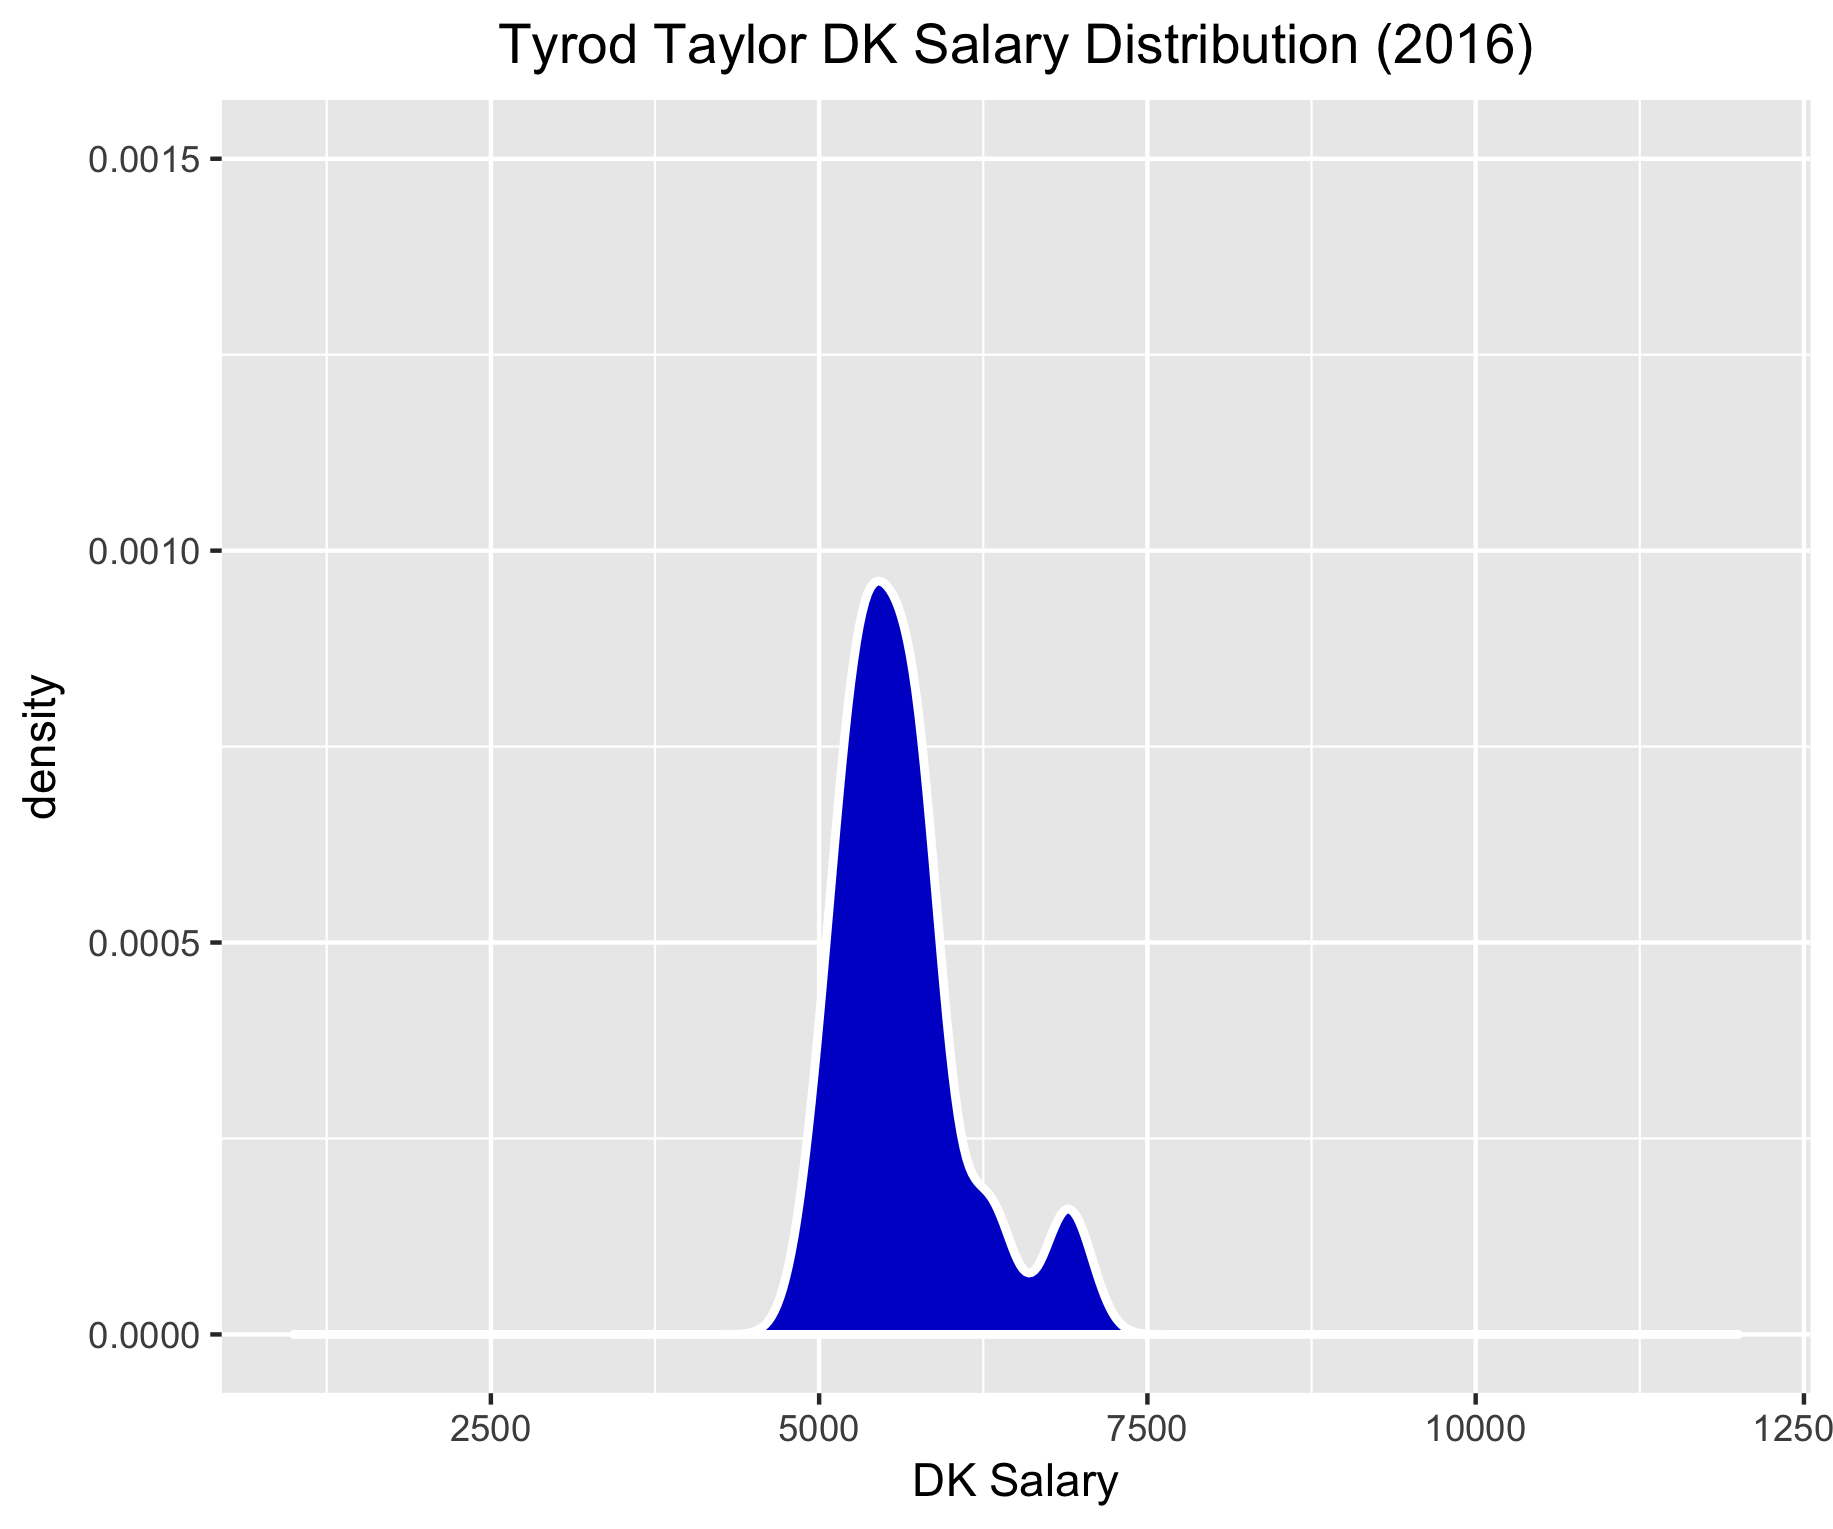 Tyrod Taylor DK Salary Distribution (2016)
0.0015
0.0010
0.0005
0.0000
density
2500 5000 7500 10000 1250
DK Salary